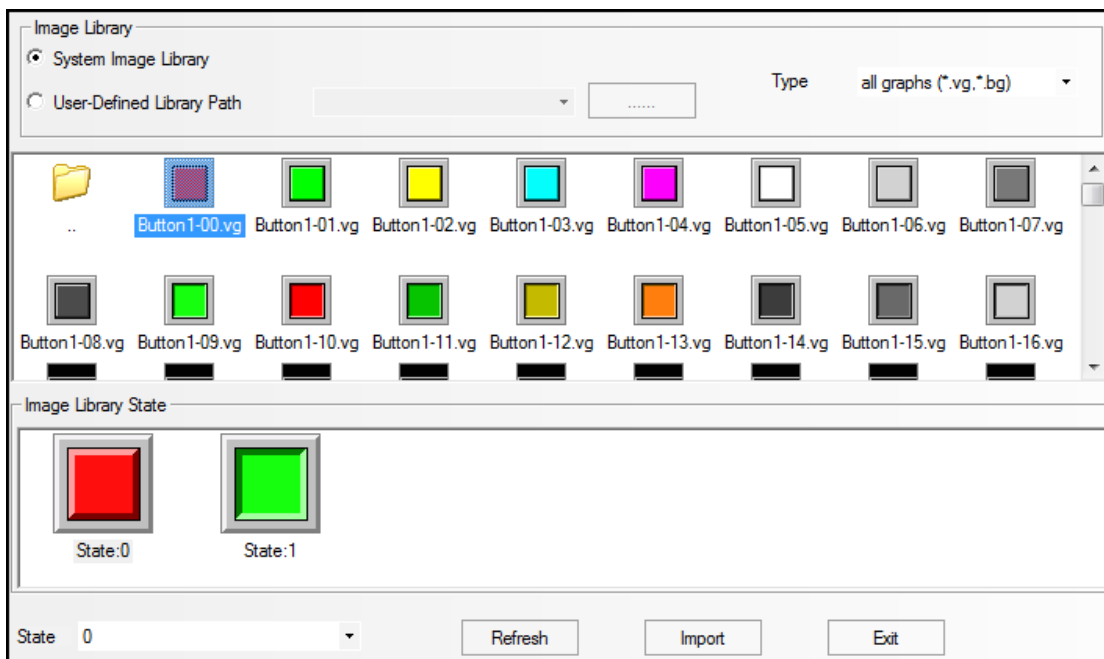 Image Library
System Image Library
User-Defined Library Path
......
Type
all graphs (*.vg,*.bg)
..
Button1-00.vg
Button1-01.vg
Button1-02.vg
Button1-03.vg
Button1-04.vg
Button1-05.vg
Button1-06.vg
Button1-07.vg
Button1-08.vg
Button1-09.vg
Button1-10.vg
Button1-11.vg
Button1-12.vg
Button1-13.vg
Button1-14.vg
Button1-15.vg
Button1-16.vg
Image Library State
State:0
State:1
State
0
Refresh
Import
Exit